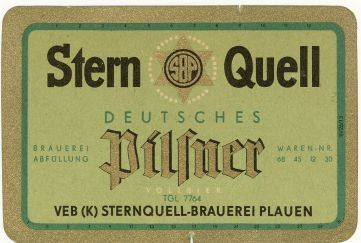 Stern SBP Quell
DEUTSCHES
Pilsner
BRAUEREI
ABFÜLLUNG
WAREN-NR.
68 45 12 30
VOLLBIER
TGL 7764
VEB (K) STERNQUELL-BRAUEREI PLAUEN